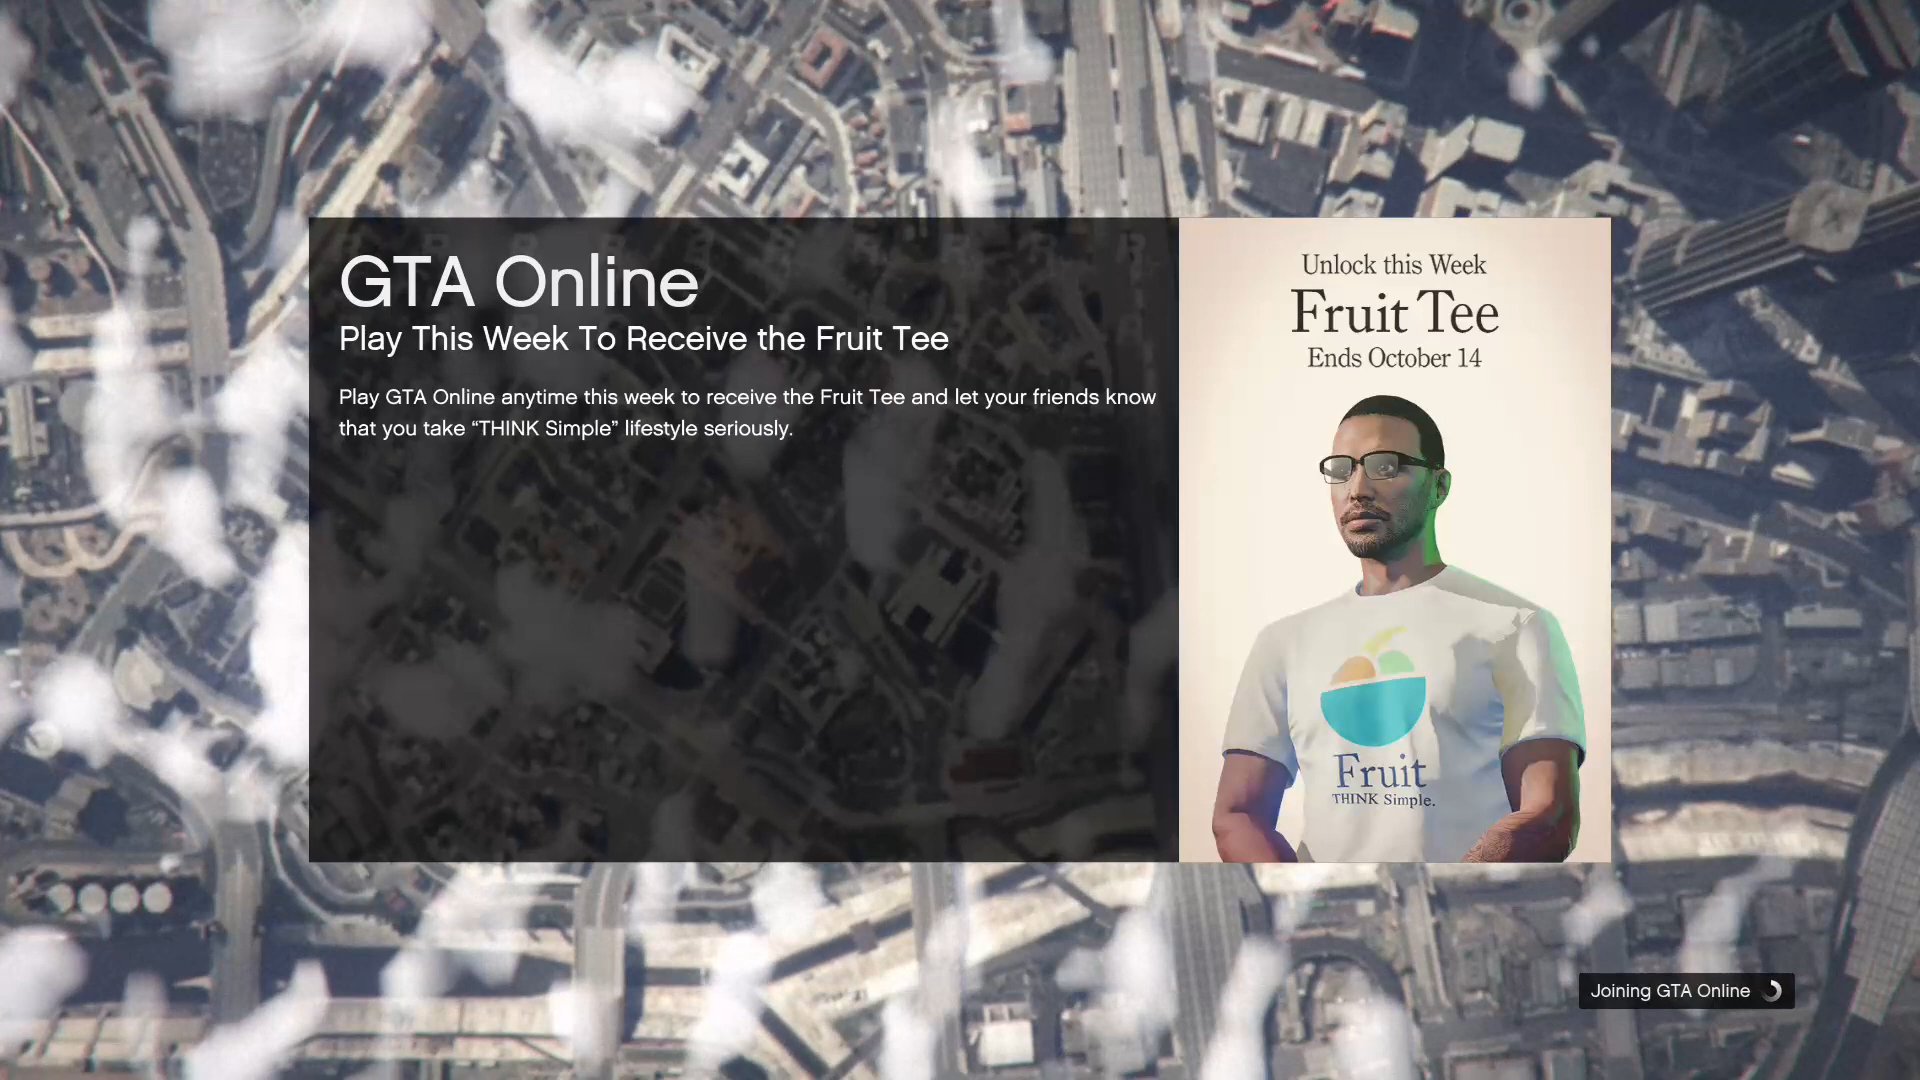 GTA Online
Play This Week To Receive the Fruit Tee
Play GTA Online anytime this week to receive the Fruit Tee and let your friends know
that you take “THINK Simple” lifestyle seriously.
Unlock this Week
Fruit Tee
Ends October 14
Fruit
THINK Simple.
Joining GTA Online